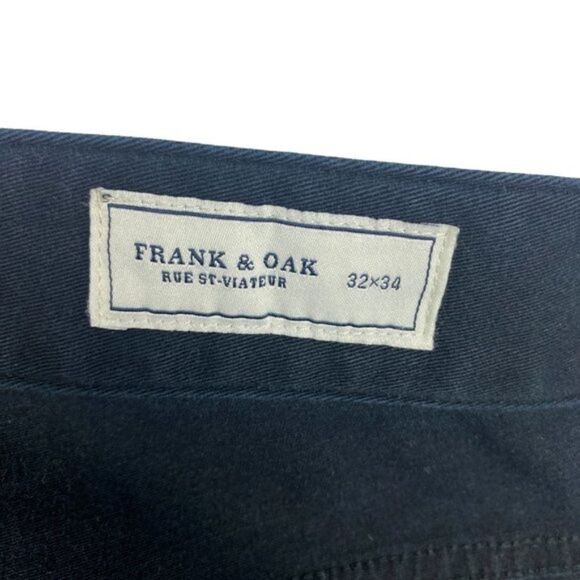 FRANK & OAK
RUE ST-VIATEUR
32×34